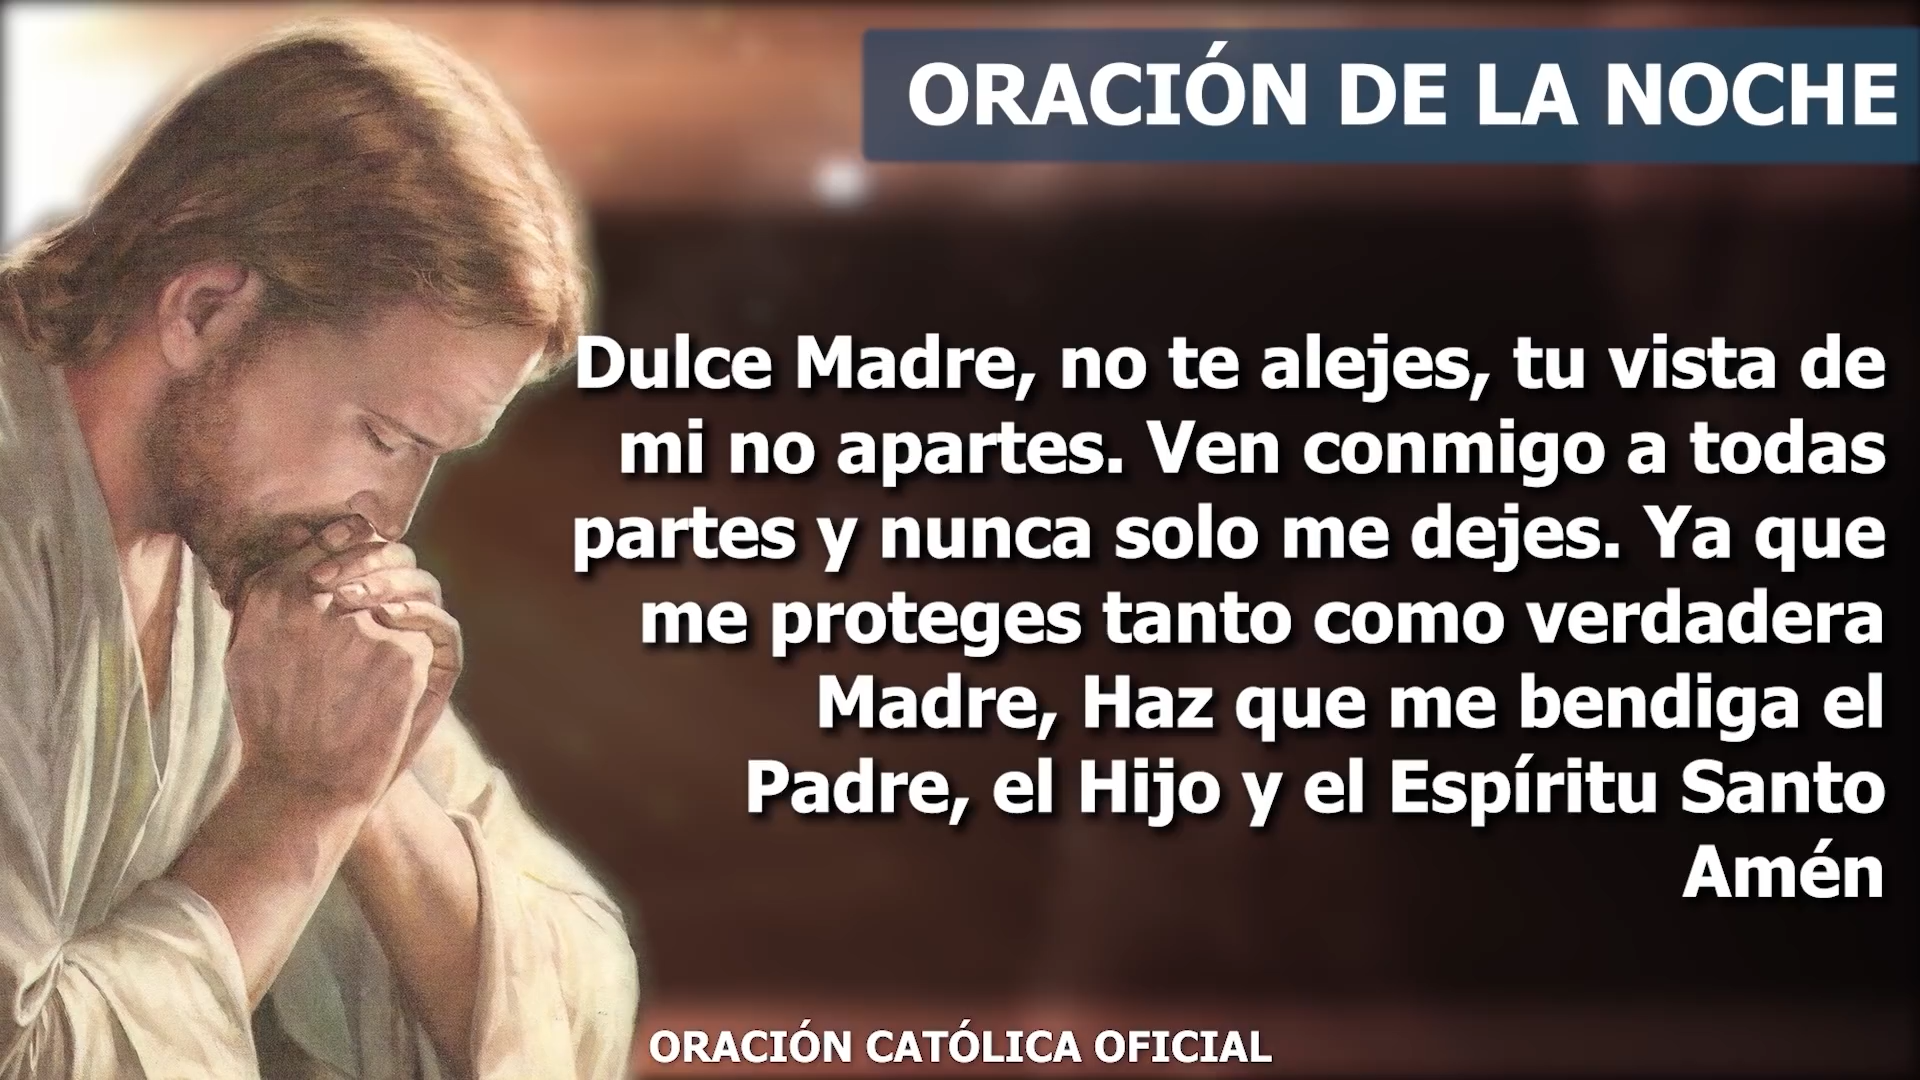 ORACIÓN DE LA NOCHE
Dulce Madre, no te alejes, tu vista de
mi no apartes. Ven conmigo a todas
partes y nunca solo me dejes. Ya que
me proteges tanto como verdadera
Madre, Haz que me bendiga el
Padre, el Hijo y el Espíritu Santo
Amén
ORACIÓN CATÓLICA OFICIAL